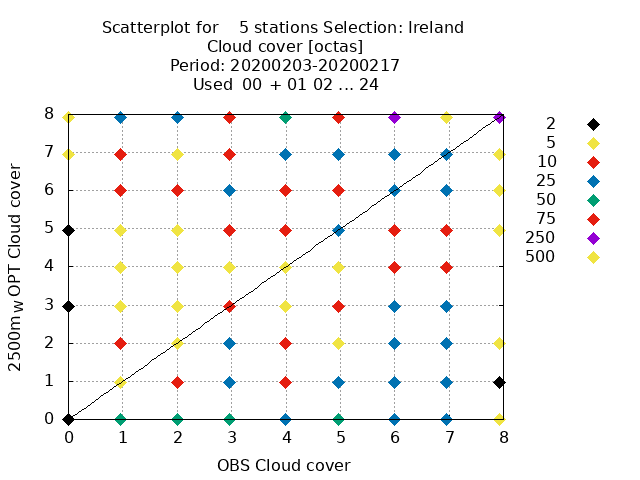 Scatterplot for 5 stations Selection: Ireland
Cloud cover [octas]
Period: 20200203-20200217
Used 00 + 01 02 ... 24
8
7
6
5
4
3
2
1
0
2500m_w OPT Cloud cover
0 1 2 3 4 5 6 7 8
OBS Cloud cover
2
5
10
25
50
75
250
500